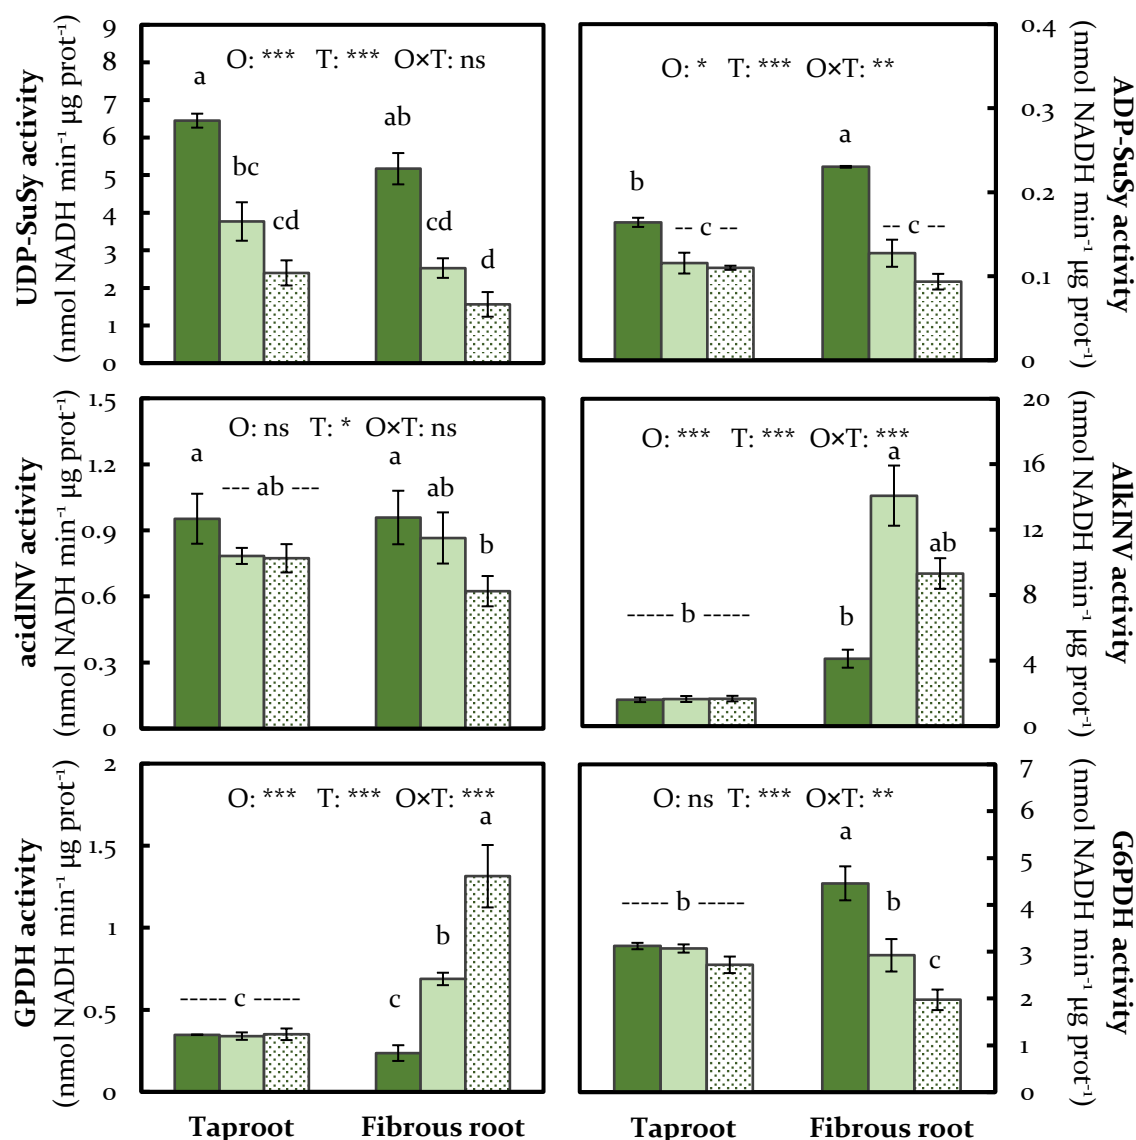 UDP-SuSy activity
(nmol NADH min⁻¹ µg prot⁻¹)
9
8
7
6
5
4
3
2
1
0
O: *** T: *** O×T: ns
a
bc
cd
ab
cd
d
O: * T: *** O×T: **
b
-- c --
a
-- c --
0.4
0.3
0.2
0.1
0
ADP-SuSy activity
(nmol NADH min⁻¹ µg prot⁻¹)
acidINV activity
(nmol NADH min⁻¹ µg prot⁻¹)
1.5
1.2
0.9
0.6
0.3
0
O: ns T: * O×T: ns
a
--- ab ----
a
ab
b
O: *** T: *** O×T: ***
------ b ------
b
a
ab
20
16
12
8
4
0
AlkINV activity
(nmol NADH min⁻¹ µg prot⁻¹)
GPDH activity
(nmol NADH min⁻¹ µg prot⁻¹)
2
1.5
1
0.5
0
O: *** T: *** O×T: ***
------ c ------
c
b
a
O: ns T: *** O×T: **
------ b ------
a
b
c
7
6
5
4
3
2
1
0
G6PDH activity
(nmol NADH min⁻¹ µg prot⁻¹)
Taproot Fibrous root
Taproot Fibrous root